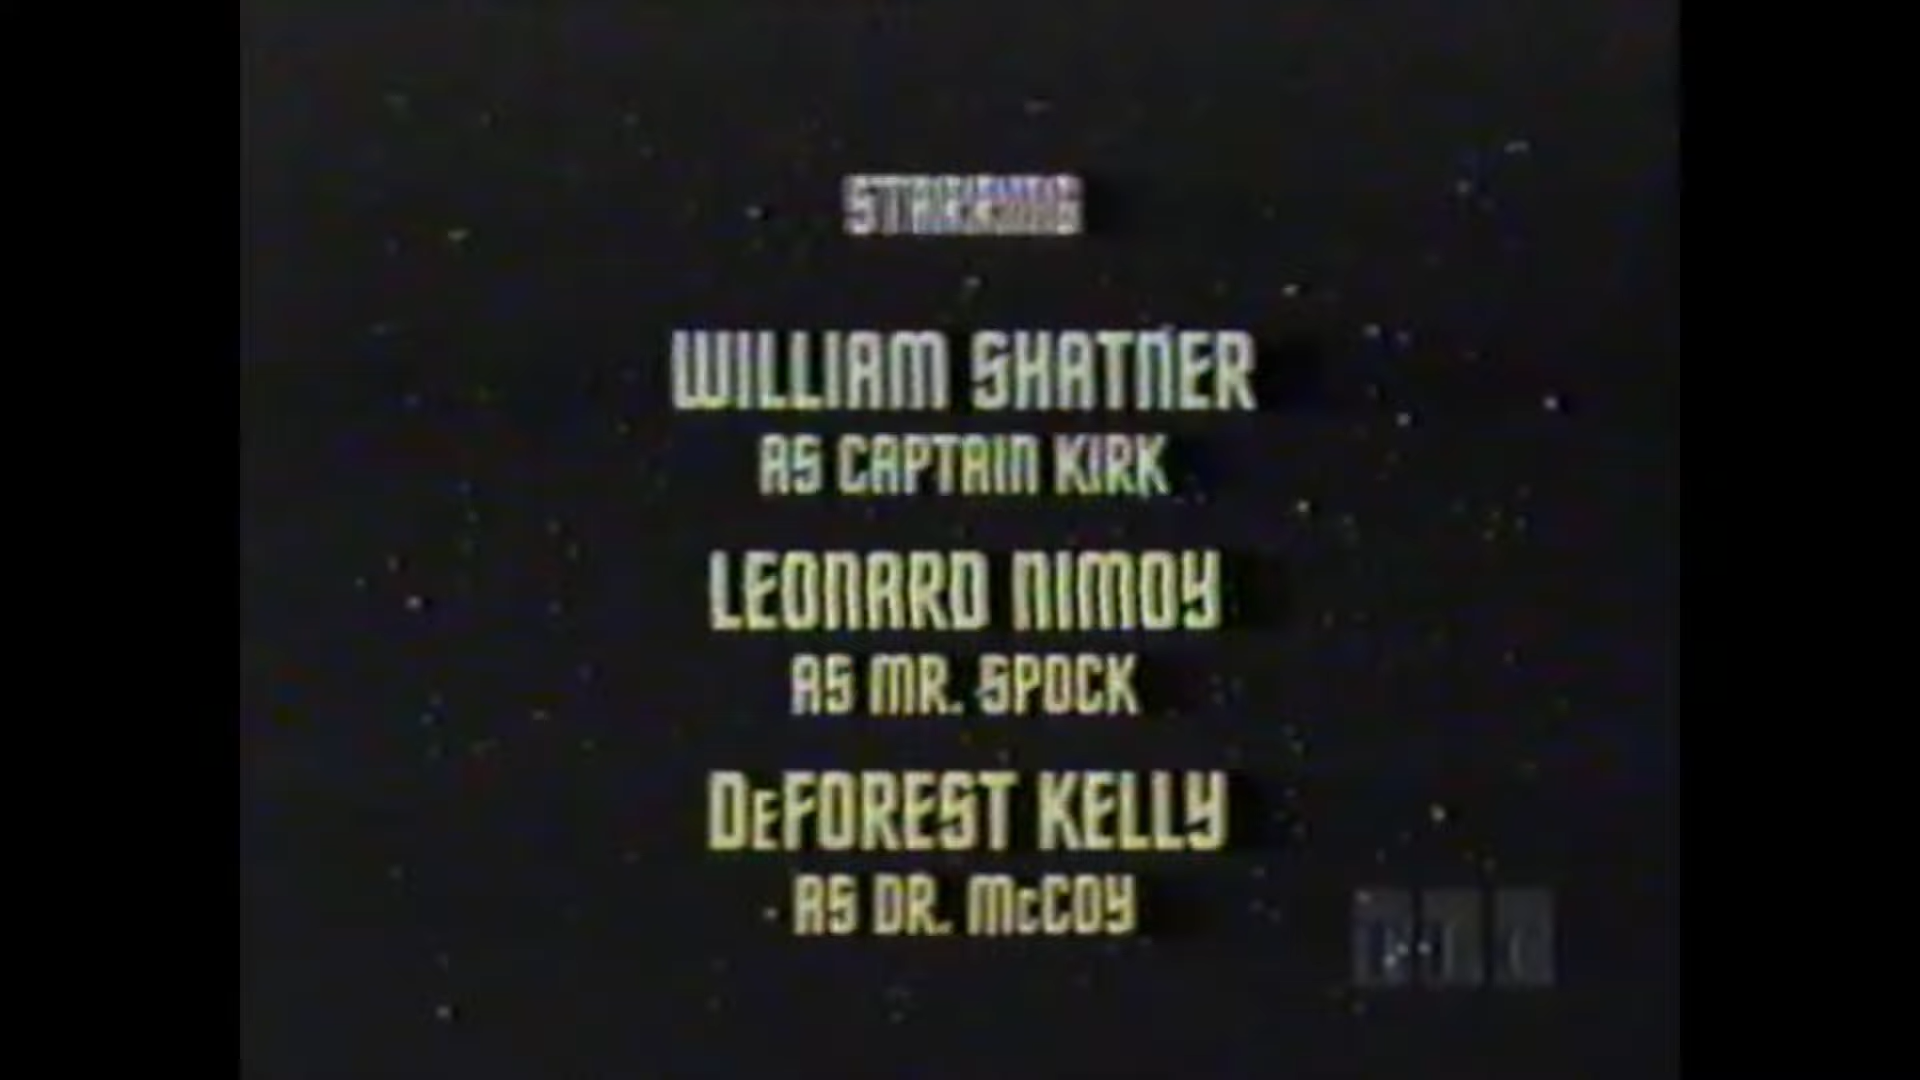 STARRING
WILLIAM SHATNER
AS CAPTAIN KIRK
LEONARD NIMOY
AS MR. SPOCK
DeFOREST KELLY
AS DR. McCOY